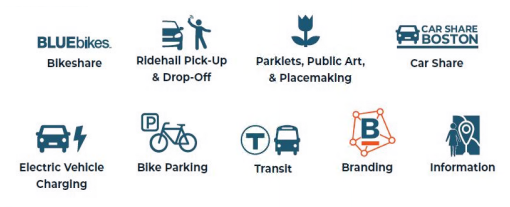 BLUEbikes.
Bikeshare
Ridehail Pick-Up
& Drop-Off
Parklets, Public Art,
& Placemaking
CAR SHARE
BOSTON
Car Share
Electric Vehicle
Charging
P
Bike Parking
T
Transit
B
Branding
Information